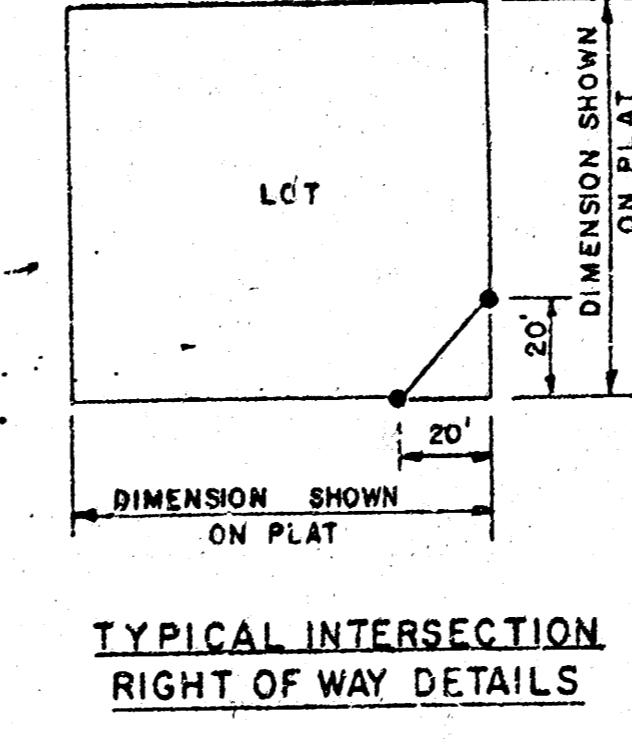 LOT
DIMENSION SHOWN
ON PLAT
20'
20'
DIMENSION SHOWN
ON PLAT
TYPICAL INTERSECTION
RIGHT OF WAY DETAILS